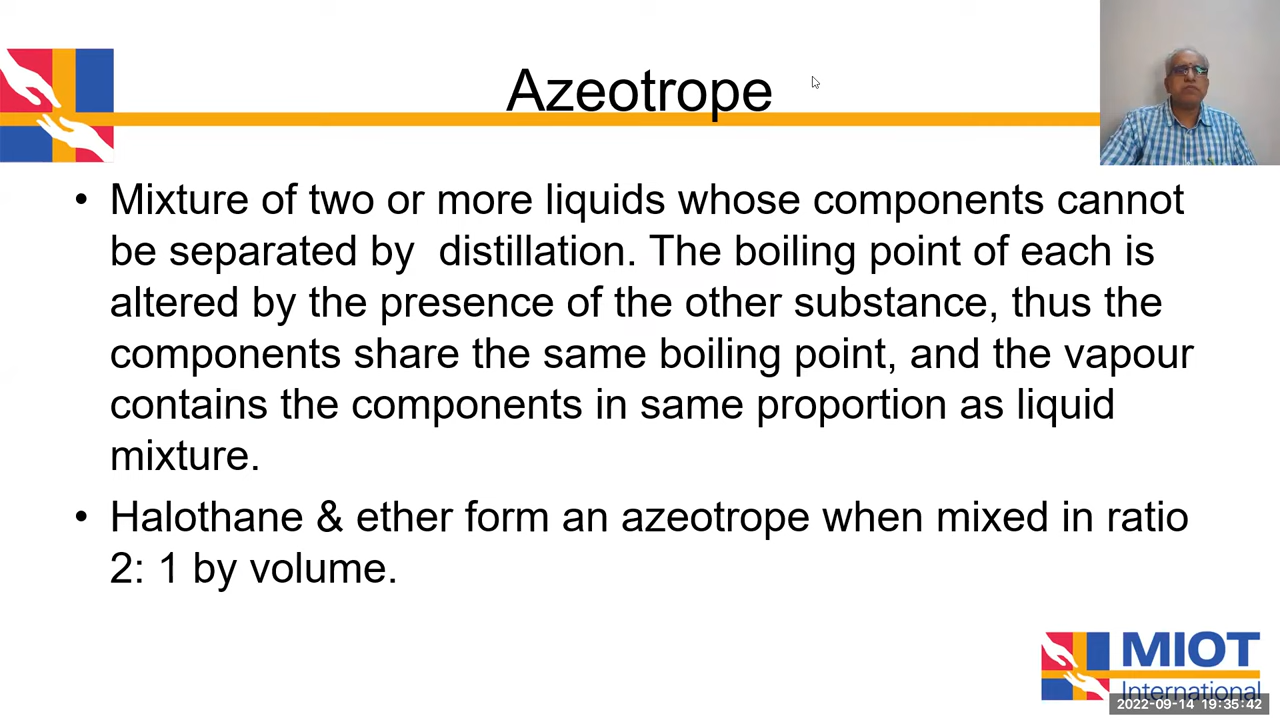 Azeotrope
• Mixture of two or more liquids whose components cannot
be separated by  distillation. The boiling point of each is
altered by the presence of the other substance, thus the
components share the same boiling point, and the vapour
contains the components in same proportion as liquid
mixture.
• Halothane & ether form an azeotrope when mixed in ratio
2: 1 by volume.
MIOT
International
2022-09-14 19:35:42